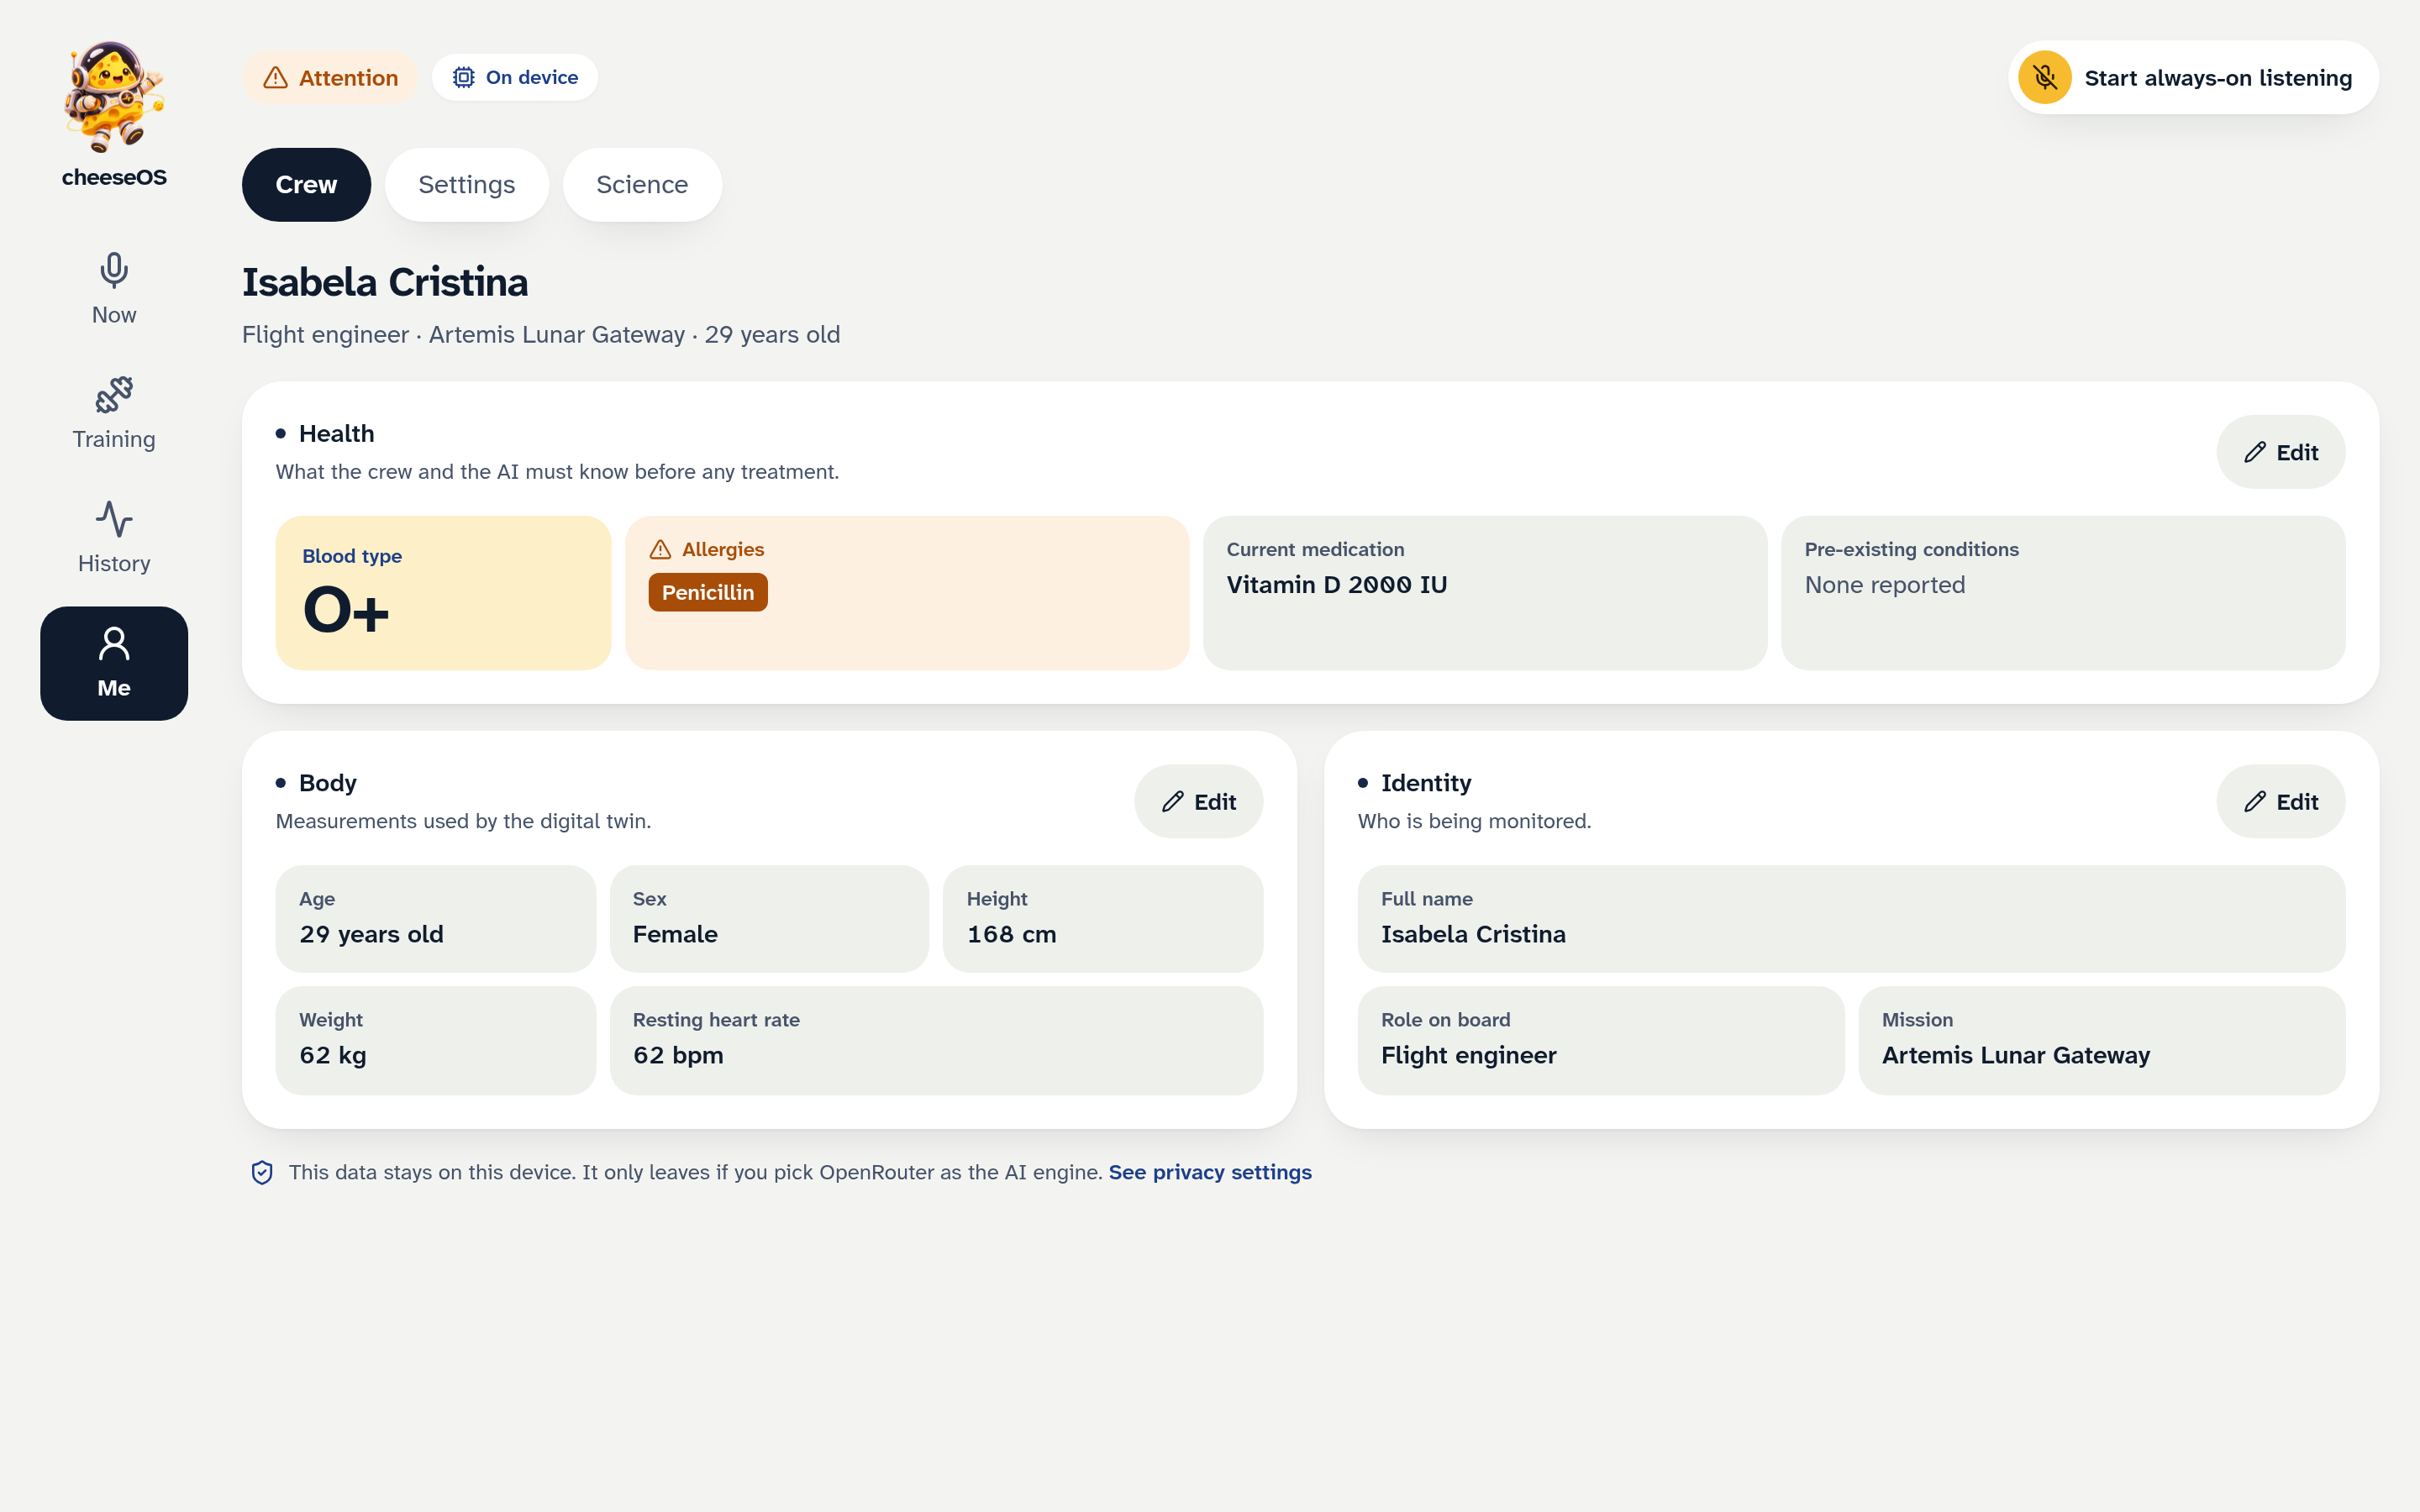 cheeseOS
Now
Training
History
Me
Attention
On device
Start always-on listening
Crew
Settings
Science
Isabela Cristina
Flight engineer · Artemis Lunar Gateway · 29 years old
Health
What the crew and the AI must know before any treatment.
Edit
Blood type
O+
Allergies
Penicillin
Current medication
Vitamin D 2000 IU
Pre-existing conditions
None reported
Body
Measurements used by the digital twin.
Edit
Age
29 years old
Sex
Female
Height
168 cm
Weight
62 kg
Resting heart rate
62 bpm
Identity
Who is being monitored.
Edit
Full name
Isabela Cristina
Role on board
Flight engineer
Mission
Artemis Lunar Gateway
This data stays on this device. It only leaves if you pick OpenRouter as the AI engine. See privacy settings